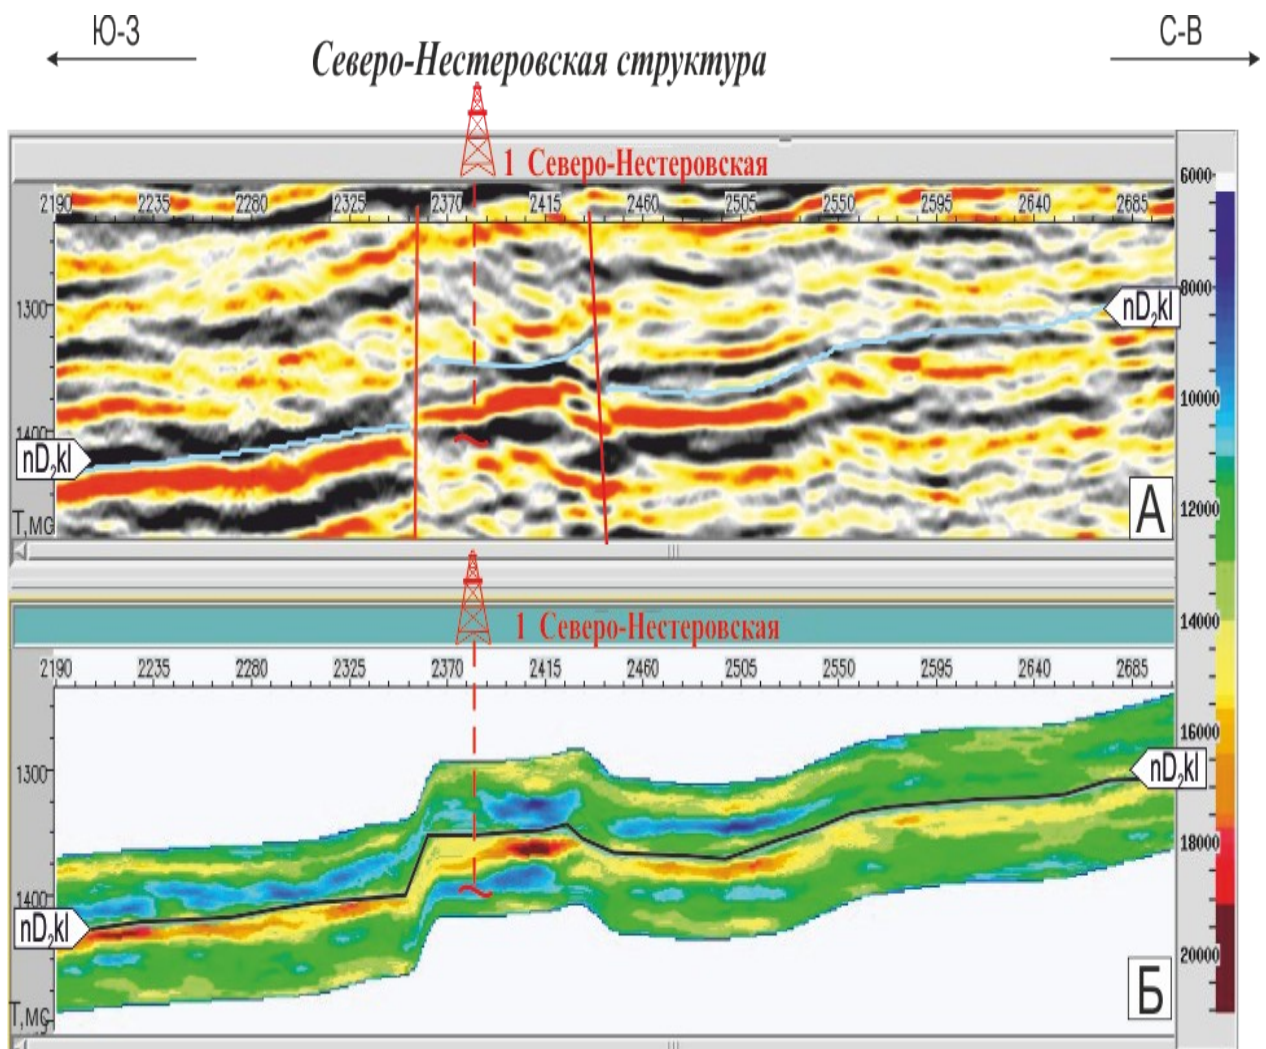 Ю-З
С-В
Северо-Нестеровская структура
1 Северо-Нестеровская
2190 2235 2280 2325 2370 2415 2460 2505 2550 2595 2640 2685
1300
1400
nD₂kl
nD₂kl
Т,мс
А
6000
8000
10000
12000
14000
16000
18000
20000
1 Северо-Нестеровская
2190 2235 2280 2325 2370 2415 2460 2505 2550 2595 2640 2685
1300
1400
nD₂kl
nD₂kl
Т,мс
Б